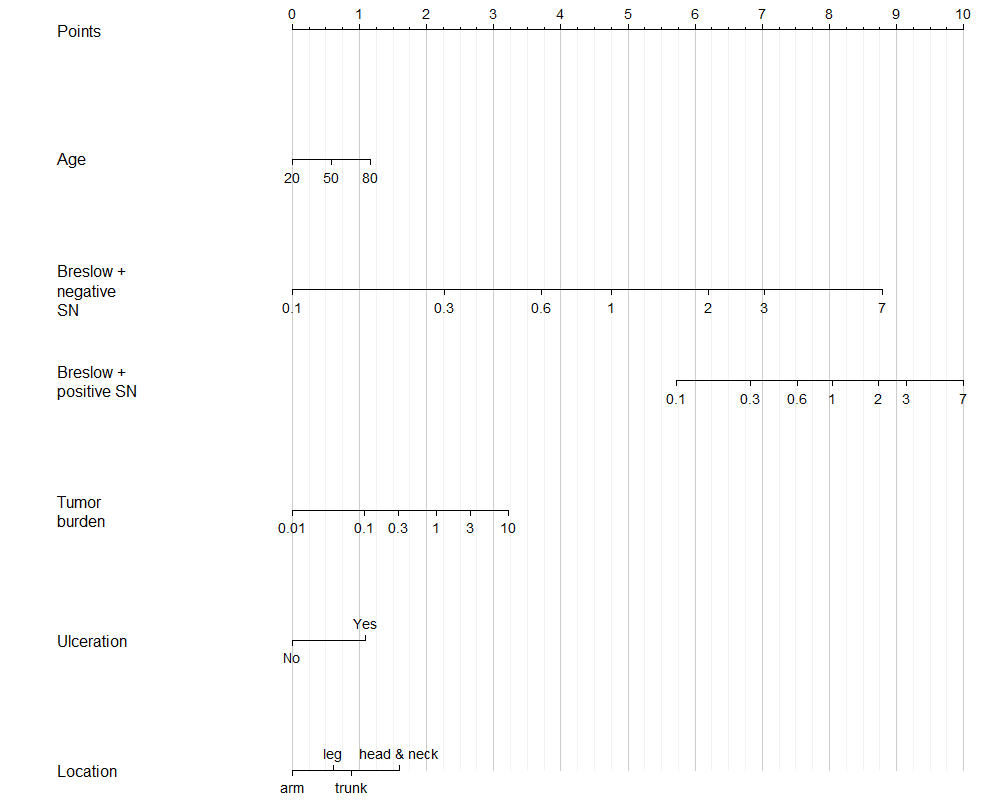 0 1 2 3 4 5 6 7 8 9 10
Points
Age
20 50 80
Breslow +
negative
SN
0.1 0.3 0.6 1 2 3 7
Breslow +
positive SN
0.1 0.3 0.6 1 2 3 7
Tumor
burden
0.01 0.1 0.3 1 3 10
Yes
Ulceration
No
leg head & neck
Location
arm trunk